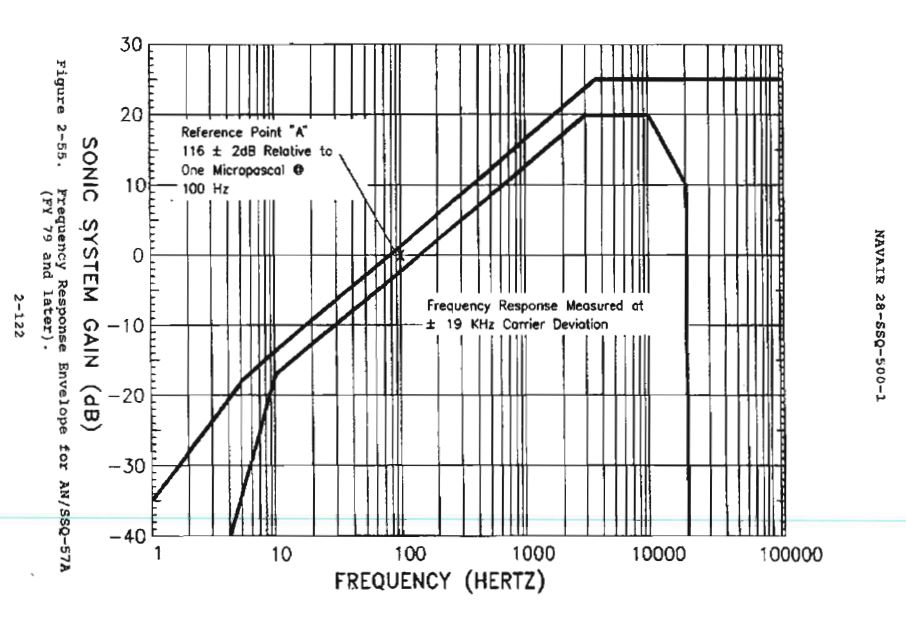 30
20
10
0
−10
−20
−30
−40
SONIC SYSTEM GAIN (dB)
Reference Point "A"
116 ± 2dB Relative to
One Micropascal @
100 Hz
Frequency Response Measured at
± 19 KHz Carrier Deviation
1
10
100
1000
10000
100000
FREQUENCY (HERTZ)
Figure 2-55. Frequency Response Envelope for AN/SSQ-57A
(FY 79 and later).
2-122
NAVAIR 28-SSQ-500-1